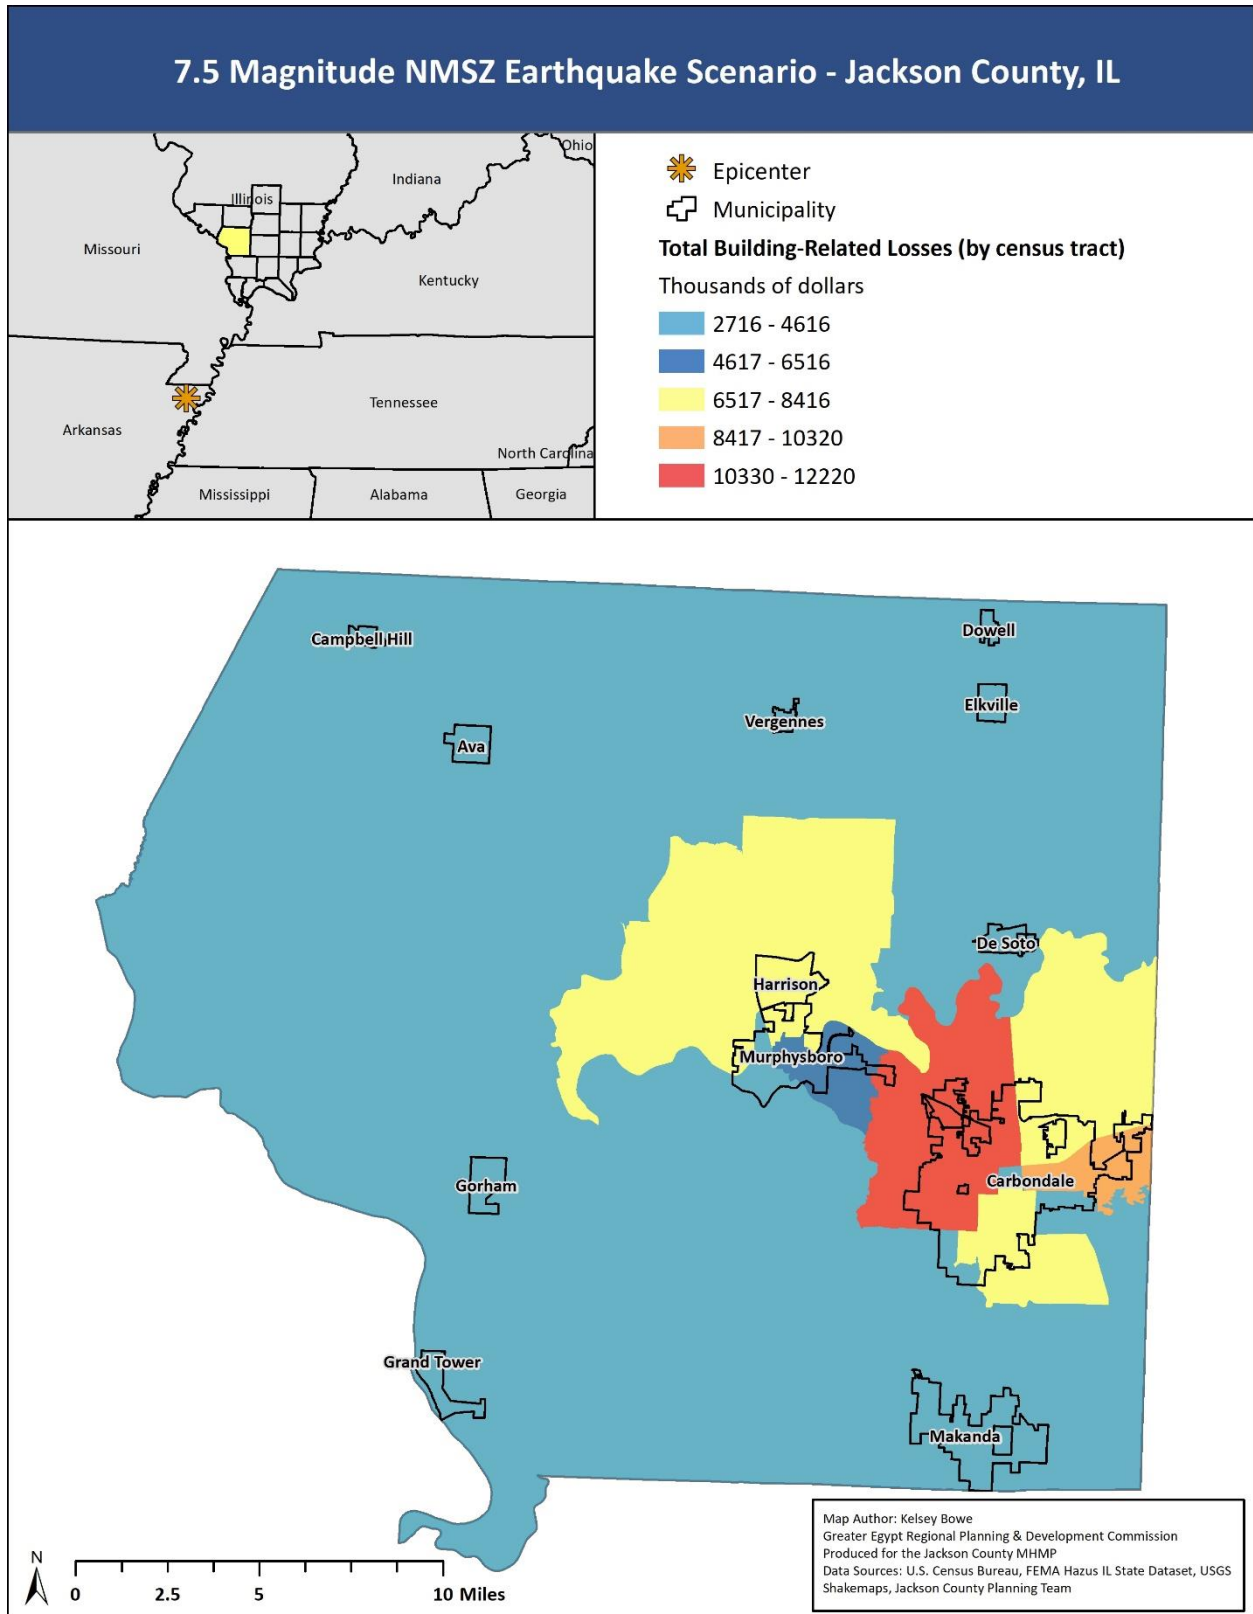 7.5 Magnitude NMSZ Earthquake Scenario - Jackson County, IL
Ohio
Indiana
Illinois
Missouri
Kentucky
Tennessee
Arkansas
North Carolina
Mississippi
Alabama
Georgia
Epicenter
Municipality
Total Building-Related Losses (by census tract)
Thousands of dollars
2716 - 4616
4617 - 6516
6517 - 8416
8417 - 10320
10330 - 12220
Campbell Hill
Dowell
Elkville
Vergennes
Ava
De Soto
Harrison
Murphysboro
Carbondale
Gorham
Grand Tower
Makanda
N
0 2.5 5 10 Miles
Map Author: Kelsey Bowe
Greater Egypt Regional Planning & Development Commission
Produced for the Jackson County MHMP
Data Sources: U.S. Census Bureau, FEMA Hazus IL State Dataset, USGS
Shakemaps, Jackson County Planning Team